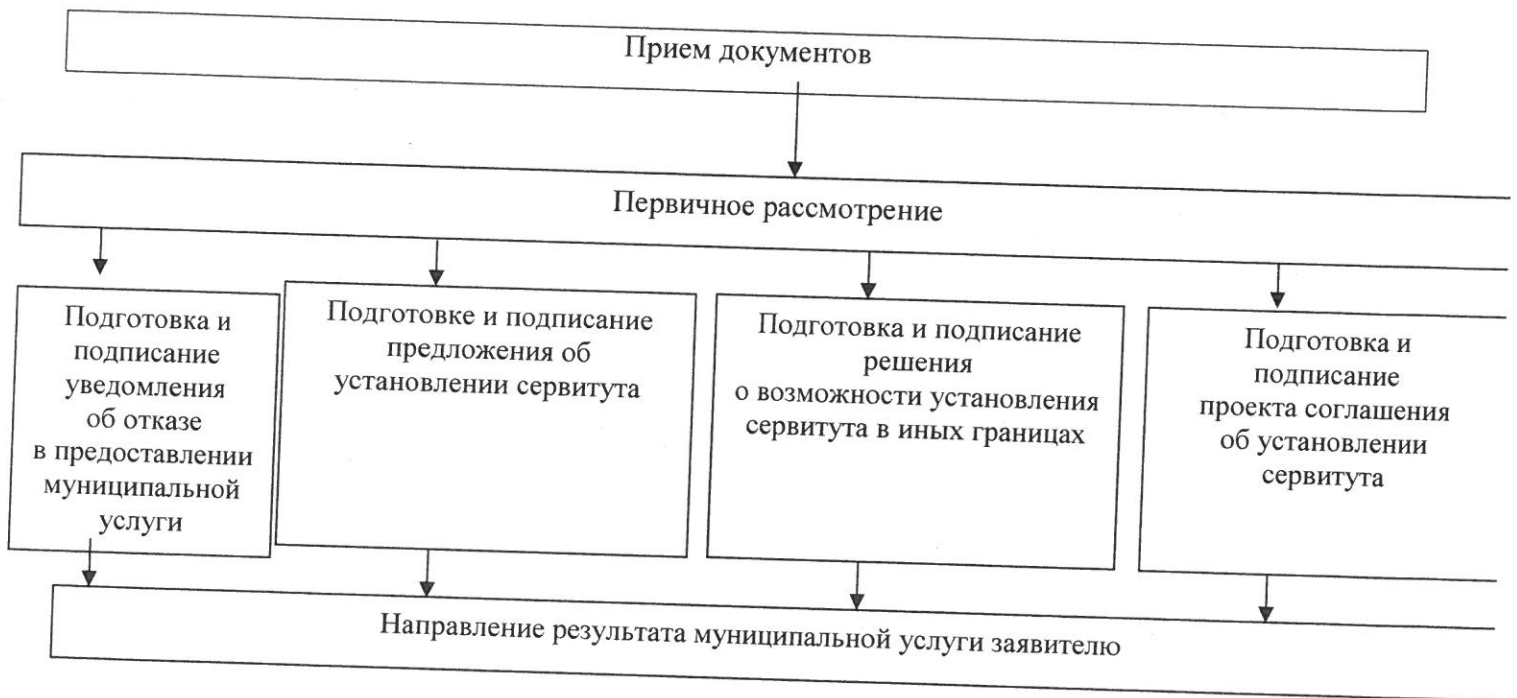 Прием документов
Первичное рассмотрение
Подготовка и
подписание
уведомления
об отказе
в предоставлении
муниципальной
услуги
Подготовке и подписание
предложения об
установлении сервитута
Подготовка и подписание
решения
о возможности установления
сервитута в иных границах
Подготовка и
подписание
проекта соглашения
об установлении
сервитута
Направление результата муниципальной услуги заявителю